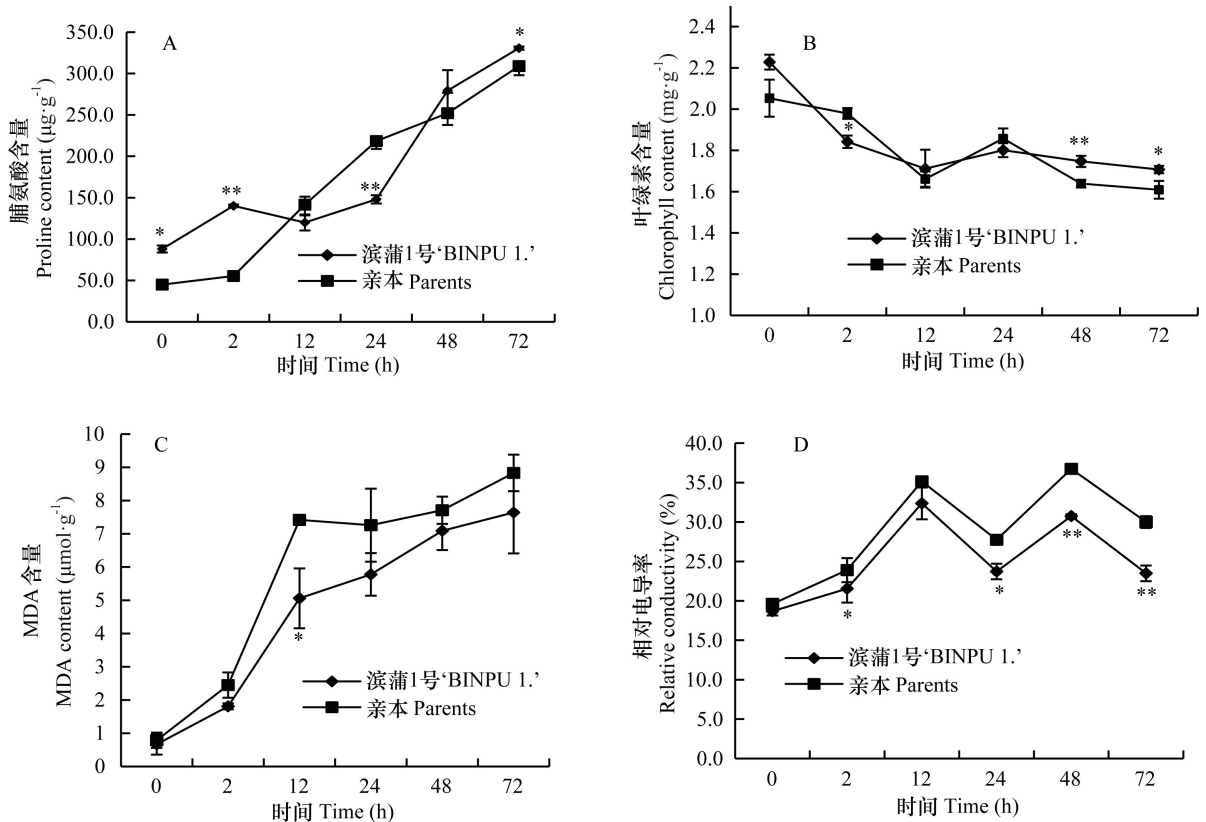 A
脯氨酸含量
Proline content (μg·g⁻¹)
350.0
300.0
250.0
200.0
150.0
100.0
50.0
0.0
*
**
**
*
滨蒲1号‘BINPU 1.’
亲本 Parents
0 2 12 24 48 72
时间 Time (h)
B
叶绿素含量
Chlorophyll content (mg·g⁻¹)
2.4
2.2
2.0
1.8
1.6
1.4
1.2
1.0
*
**
*
滨蒲1号‘BINPU 1.’
亲本 Parents
0 2 12 24 48 72
时间 Time (h)
C
MDA 含量
MDA content (μmol·g⁻¹)
10
9
8
7
6
5
4
3
2
1
0
*
滨蒲1号‘BINPU 1.’
亲本 Parents
0 2 12 24 48 72
时间 Time (h)
D
相对电导率
Relative conductivity (%)
40.0
35.0
30.0
25.0
20.0
15.0
10.0
5.0
0.0
*
*
**
**
滨蒲1号‘BINPU 1.’
亲本 Parents
0 2 12 24 48 72
时间 Time (h)